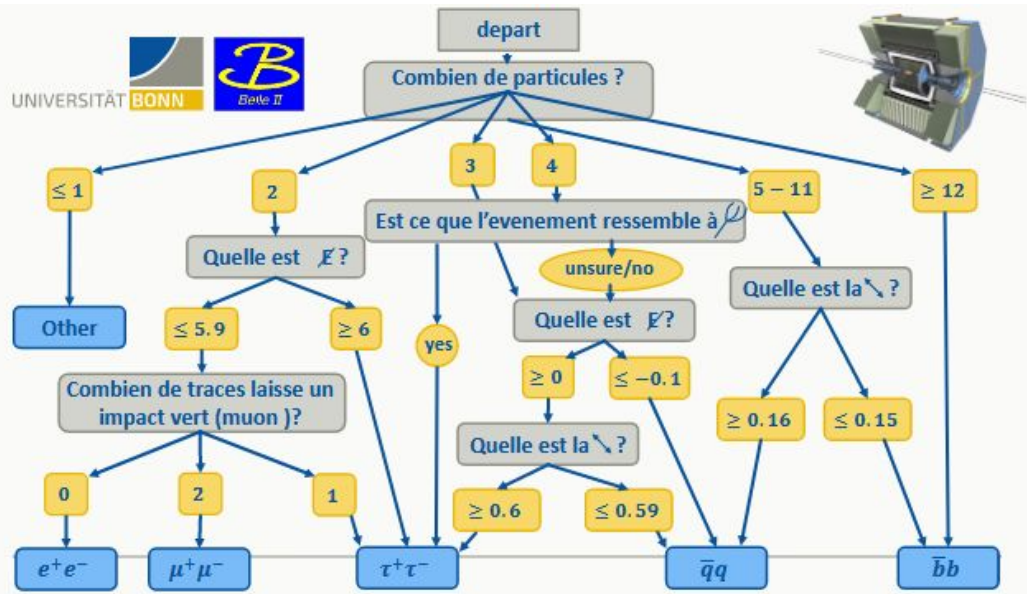 depart
Combien de particules ?
UNIVERSITÄT BONN
Belle II
≤ 1
2
3
4
5 − 11
≥ 12
Est ce que l'evenement ressemble à
Quelle est E̸ ?
unsure/no
Quelle est la ?
Other
≤ 5.9
≥ 6
yes
Quelle est E̸ ?
≥ 0
≤ −0.1
Combien de traces laisse un
impact vert (muon )?
≥ 0.16
≤ 0.15
Quelle est la ?
0
2
1
≥ 0.6
≤ 0.59
e⁺e⁻
μ⁺μ⁻
τ⁺τ⁻
q̅q
b̅b